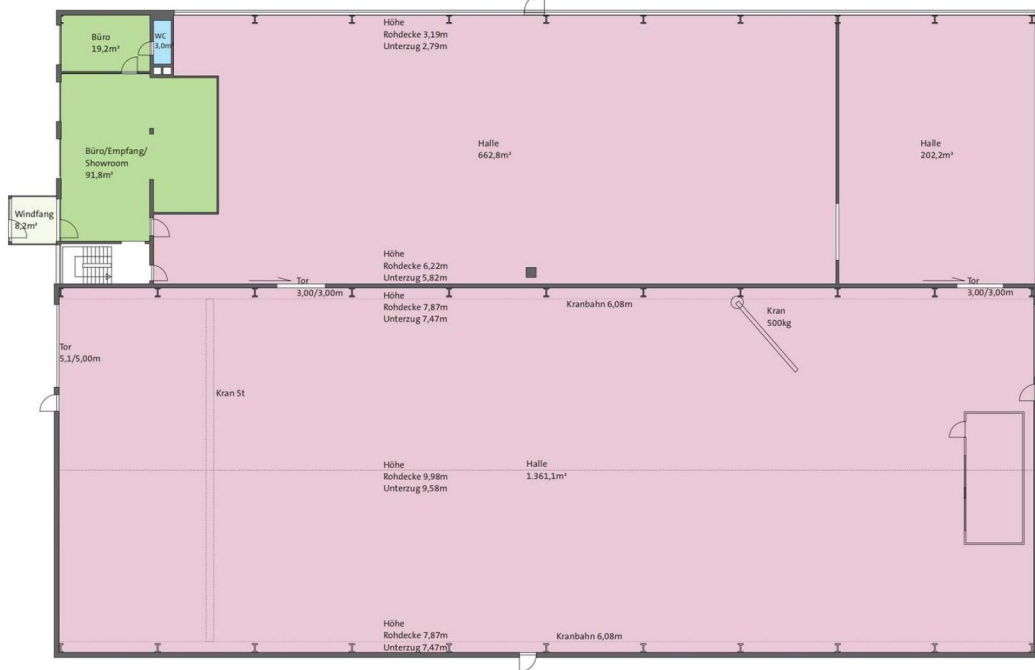 Höhe
Rohdecke 3,19m
Unterzug 2,79m
Büro
19,2m²
WC
3,0m²
Halle
662,8m²
Halle
202,2m²
Büro/Empfang/
Showroom
91,8m²
Windfang
8,2m²
Höhe
Rohdecke 6,22m
Unterzug 5,82m
Tor
3,00/3,00m
Tor
3,00/3,00m
Höhe
Rohdecke 7,87m
Unterzug 7,47m
Kranbahn 6,08m
Kran
500kg
Tor
5,1/5,00m
Kran 5t
Höhe
Rohdecke 9,98m
Unterzug 9,58m
Halle
1.361,1m²
Höhe
Rohdecke 7,87m
Unterzug 7,47m
Kranbahn 6,08m